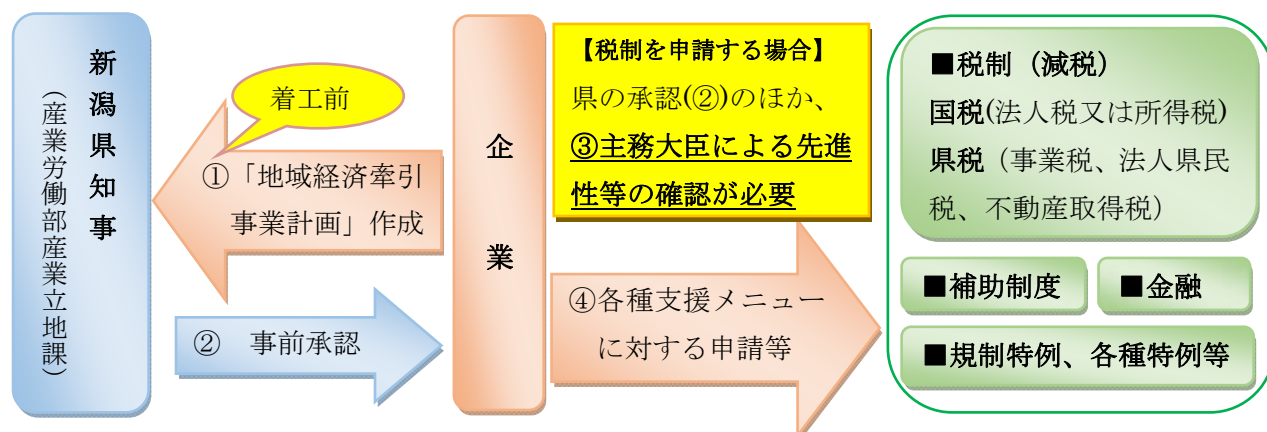 新潟県知事
（産業労働部産業立地課）
着工前
①「地域経済牽引
事業計画」作成
②　事前承認
企業
【税制を申請する場合】
県の承認(②)のほか、
③主務大臣による先進
性等の確認が必要
④各種支援メニュー
に対する申請等
■税制（減税）
国税(法人税又は所得税)
県税（事業税、法人県民
税、不動産取得税）
■補助制度
■金融
■規制特例、各種特例等